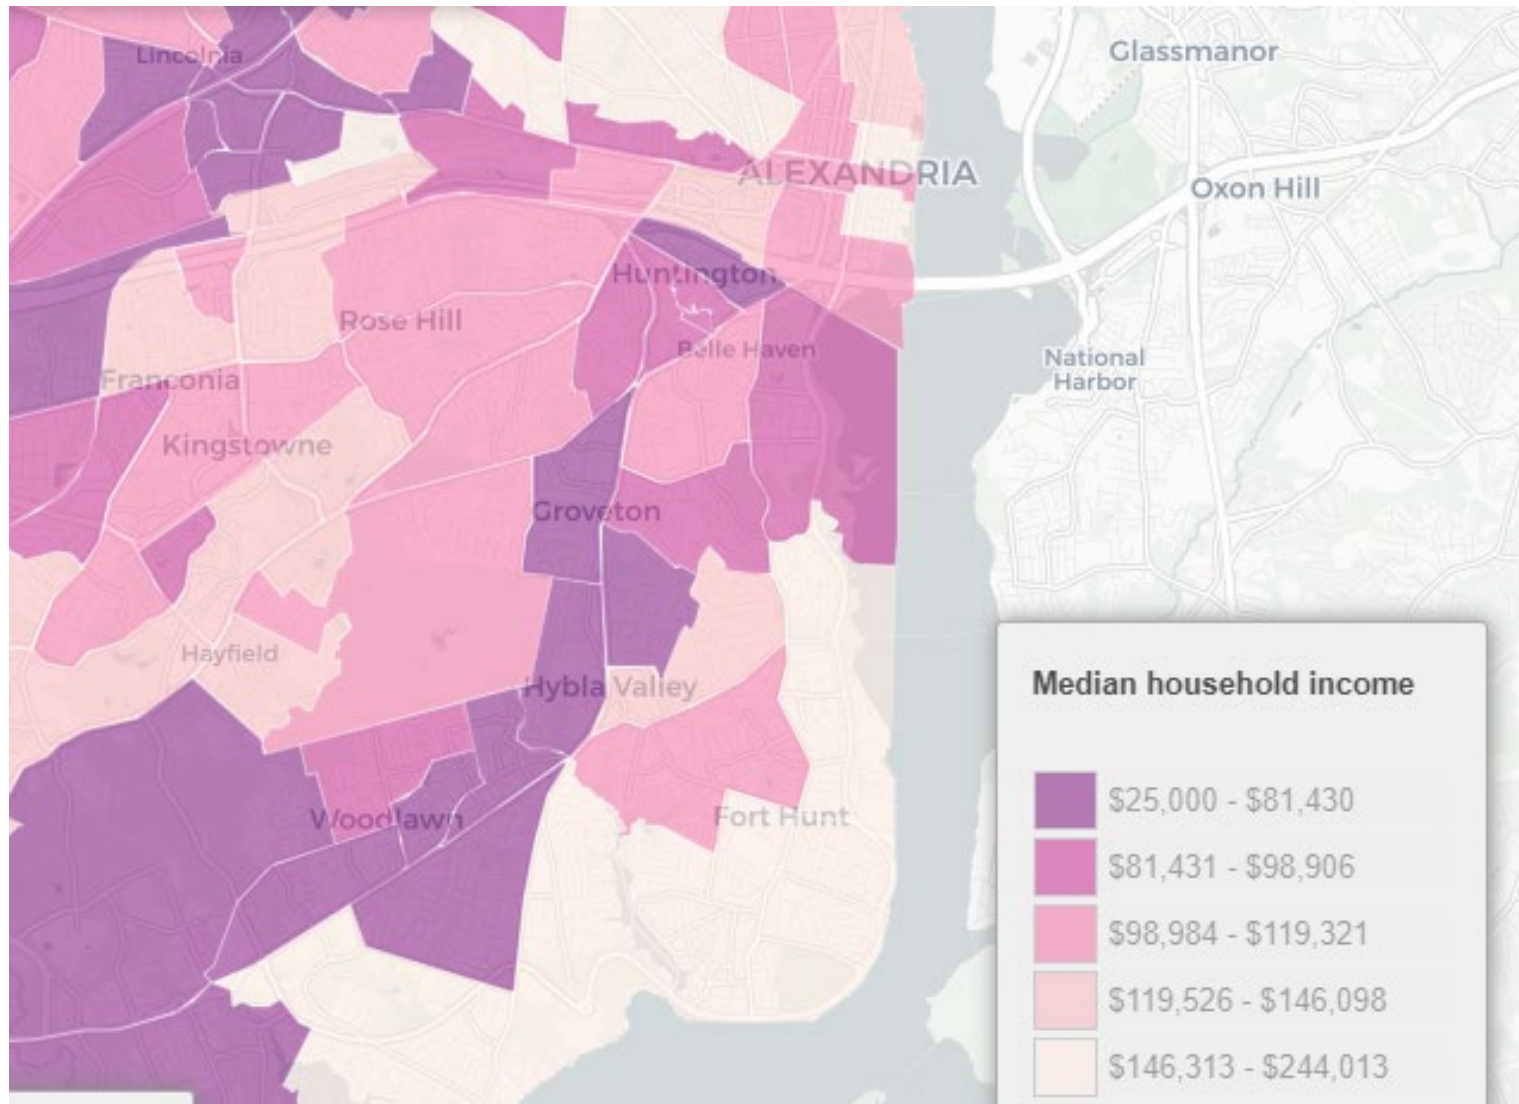 Lincolnia
Glassmanor
ALEXANDRIA
Oxon Hill
Huntington
Rose Hill
Belle Haven
National
Harbor
Franconia
Kingstowne
Groveton
Hayfield
Hybla Valley
Woodlawn
Fort Hunt
Median household income
$25,000 - $81,430
$81,431 - $98,906
$98,984 - $119,321
$119,526 - $146,098
$146,313 - $244,013